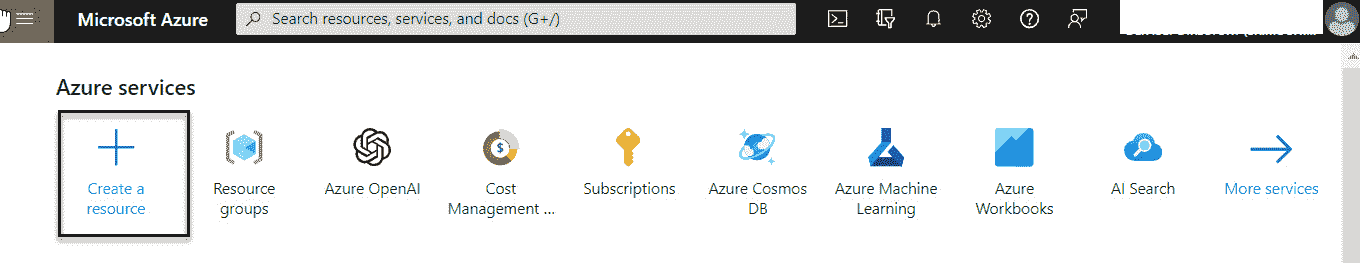 Microsoft Azure
Search resources, services, and docs (G+/)
Azure services
Create a
resource
Resource
groups
Azure OpenAI
Cost
Management ...
Subscriptions
Azure Cosmos
DB
Azure Machine
Learning
Azure
Workbooks
AI Search
More services